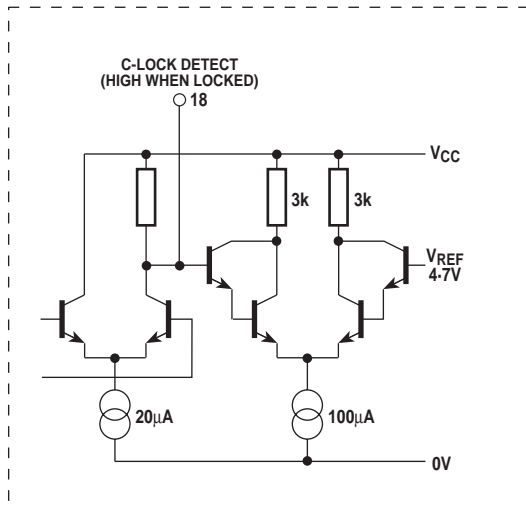 C-LOCK DETECT
(HIGH WHEN LOCKED)
18
VCC
3k
3k
VREF
4·7V
20µA
100µA
0V